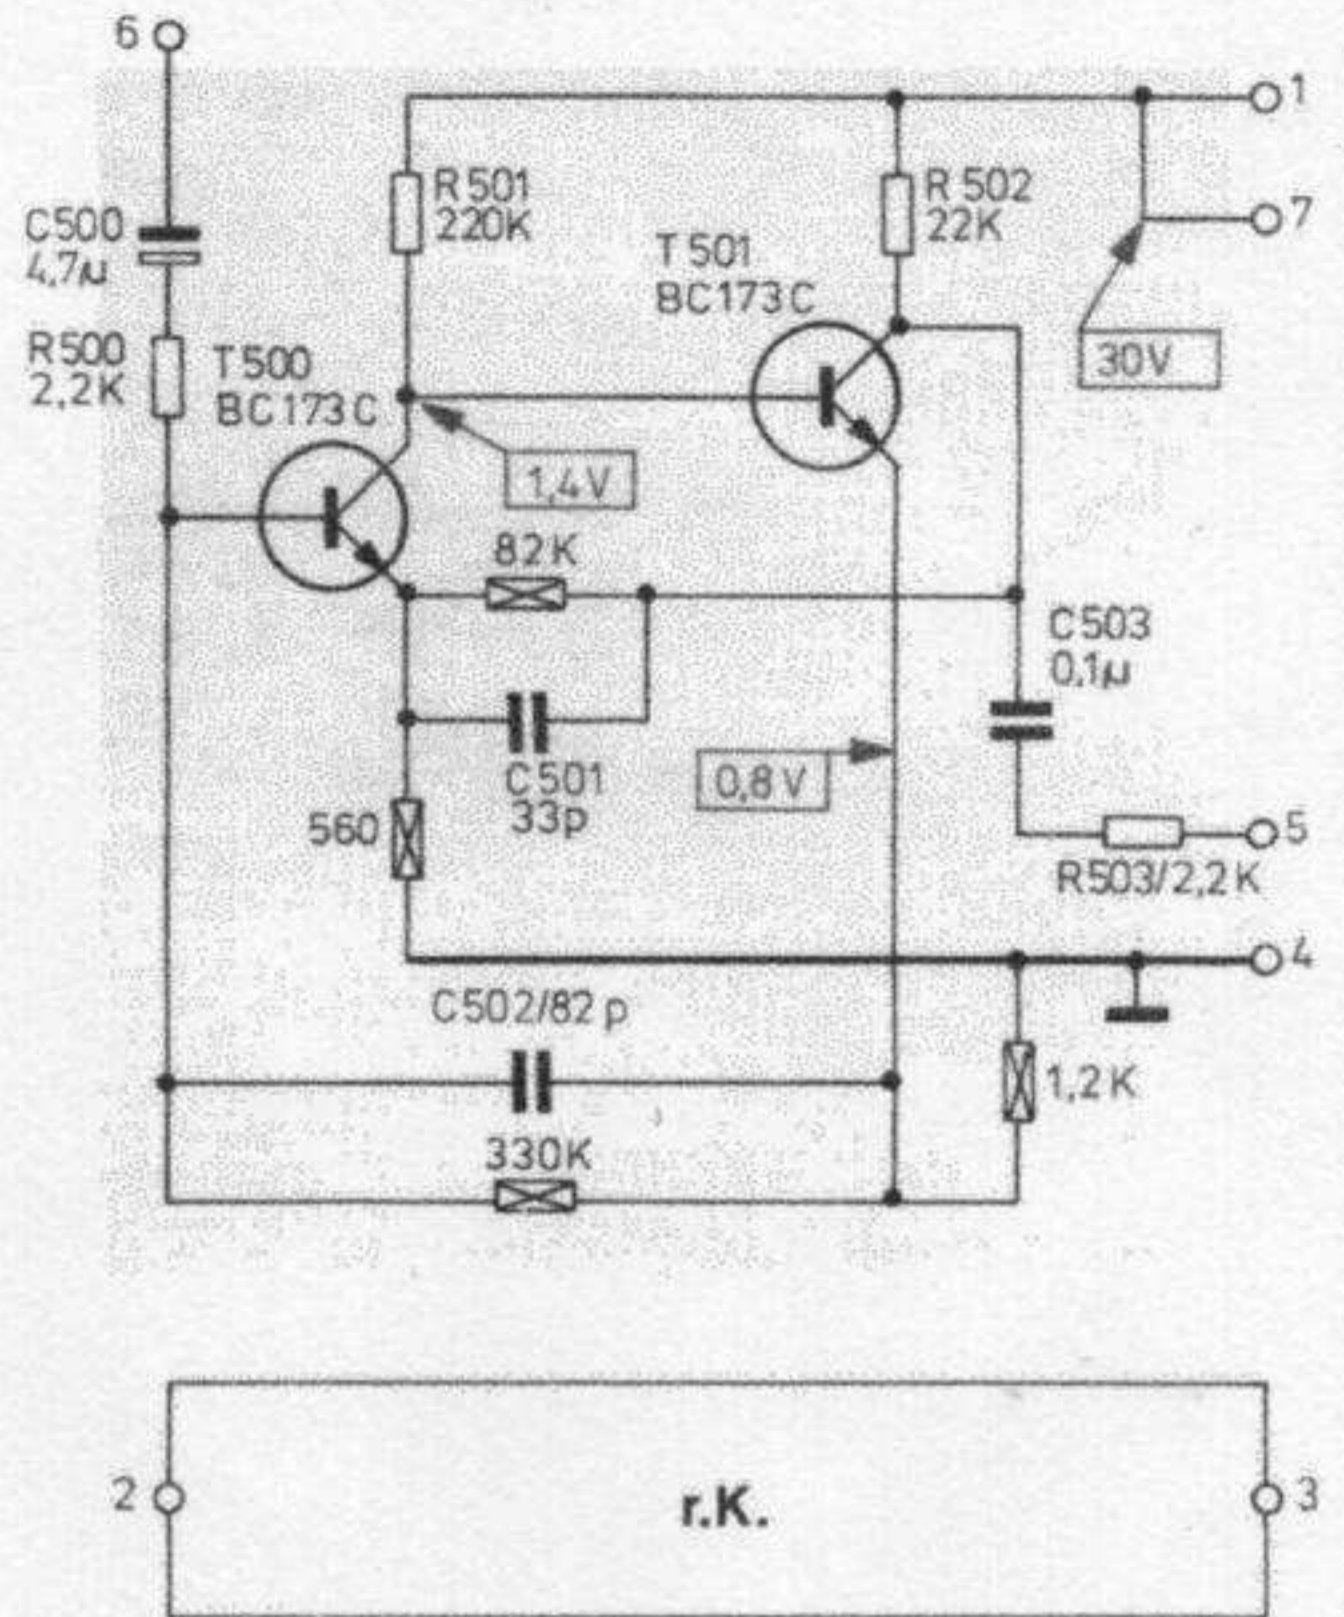 6
1
R501
220K
R502
22K
7
C500
4,7µ
T501
BC173C
R500
2,2K
T500
BC173C
30V
1,4V
82K
C503
0,1µ
C501
33p
0,8V
560
5
R503/2,2K
4
C502/82p
1,2K
330K
2
r.K.
3